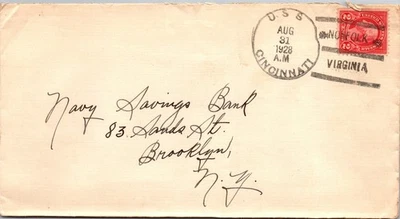 U.S.S.
AUG
31
1928
A.M
CINCINNATI
NORFOLK
VIRGINIA
Navy Savings Bank
83 Sands St.
Brooklyn,
N.Y.